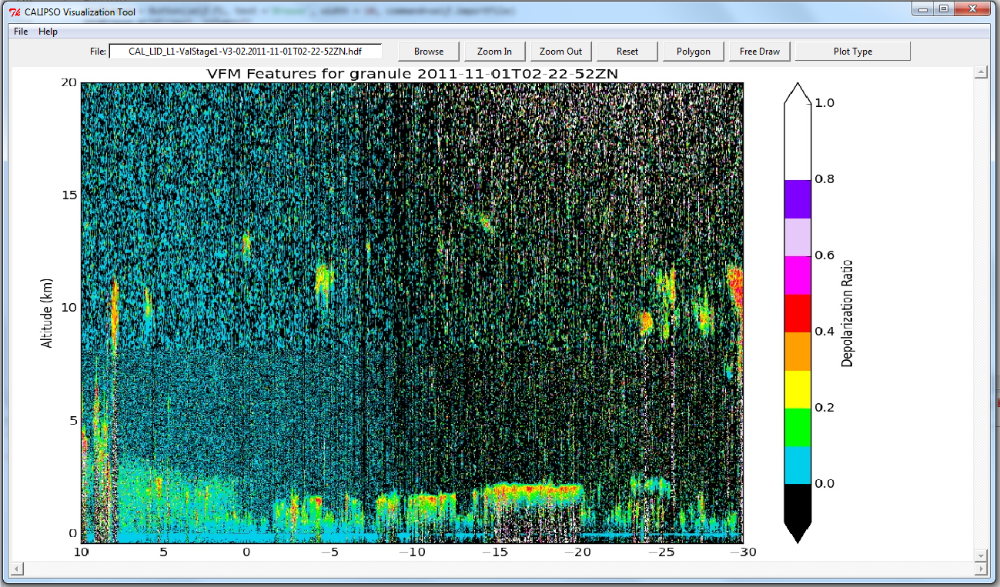 CALIPSO Visualization Tool
File Help
File: CAL_LID_L1-ValStage1-V3-02.2011-11-01T02-22-52ZN.hdf Browse Zoom In Zoom Out Reset Polygon Free Draw Plot Type
VFM Features for granule 2011-11-01T02-22-52ZN
20
15
10
5
0
Altitude (km)
10 5 0 −5 −10 −15 −20 −25 −30
1.0
0.8
0.6
0.4
0.2
0.0
Depolarization Ratio